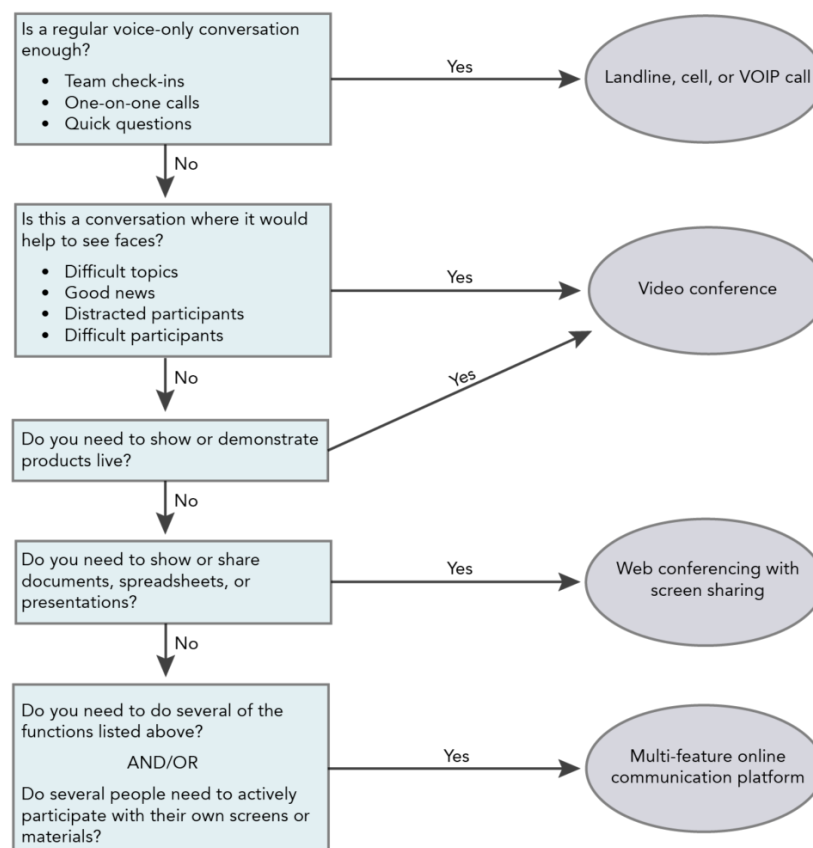 Is a regular voice-only conversation
enough?
• Team check-ins
• One-on-one calls
• Quick questions
Yes
Landline, cell, or VOIP call
No
Is this a conversation where it would
help to see faces?
• Difficult topics
• Good news
• Distracted participants
• Difficult participants
Yes
Video conference
No
Yes
Do you need to show or demonstrate
products live?
No
Do you need to show or share
documents, spreadsheets, or
presentations?
Yes
Web conferencing with
screen sharing
No
Do you need to do several of the
functions listed above?
AND/OR
Do several people need to actively
participate with their own screens or
materials?
Yes
Multi-feature online
communication platform